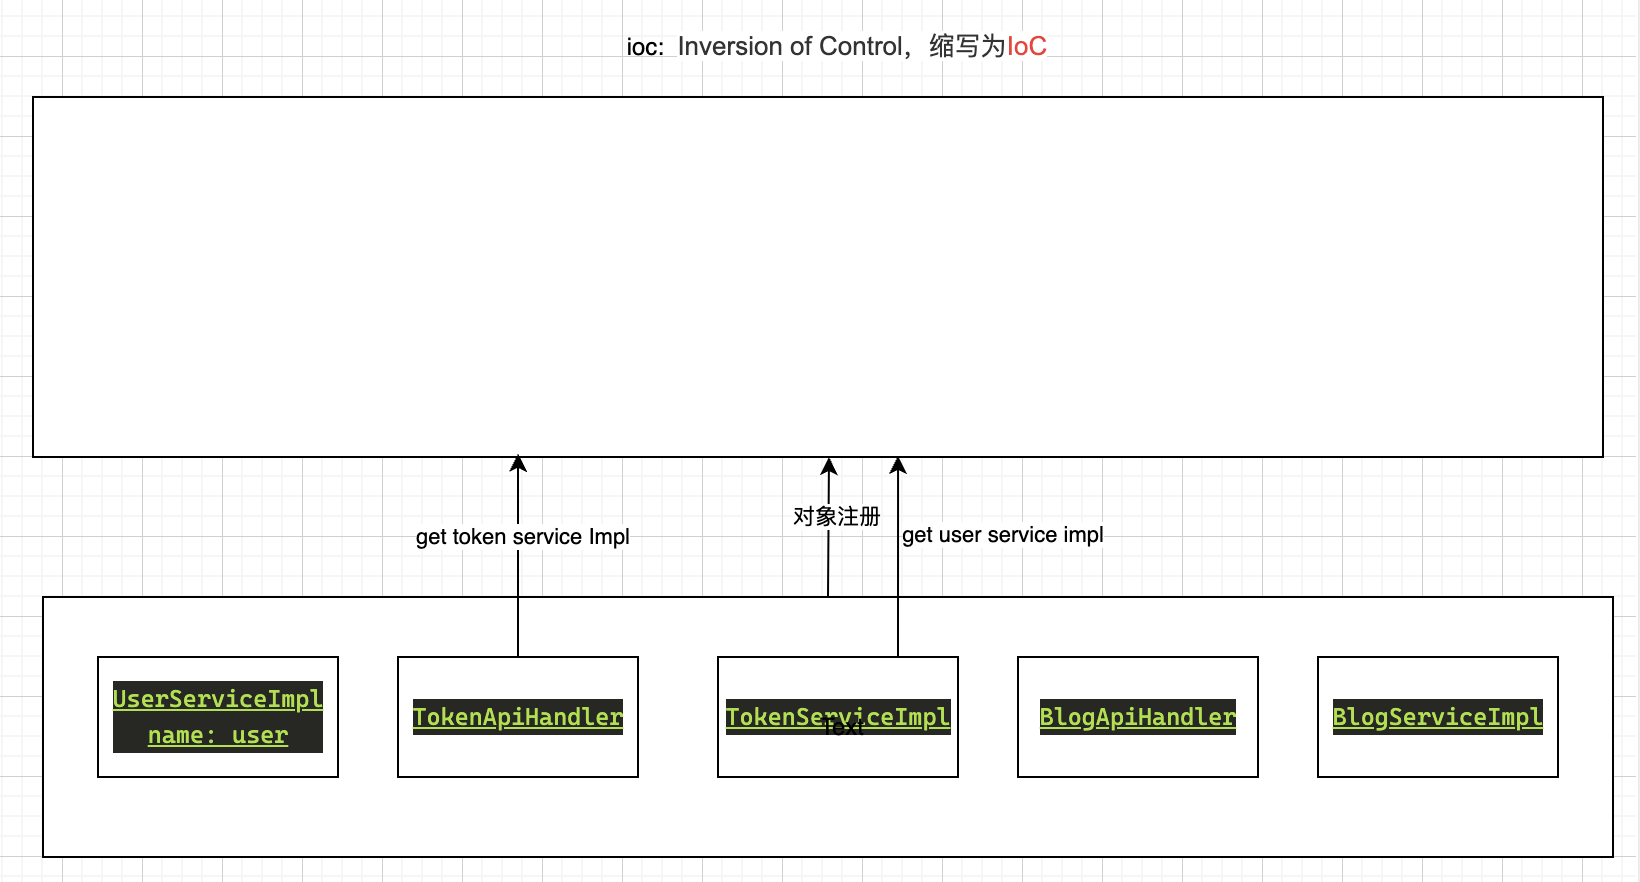 ioc: Inversion of Control，缩写为IoC
get token service Impl
对象注册
get user service impl
UserServiceImpl
name: user
TokenApiHandler
TokenServiceImpl
Text
BlogApiHandler
BlogServiceImpl